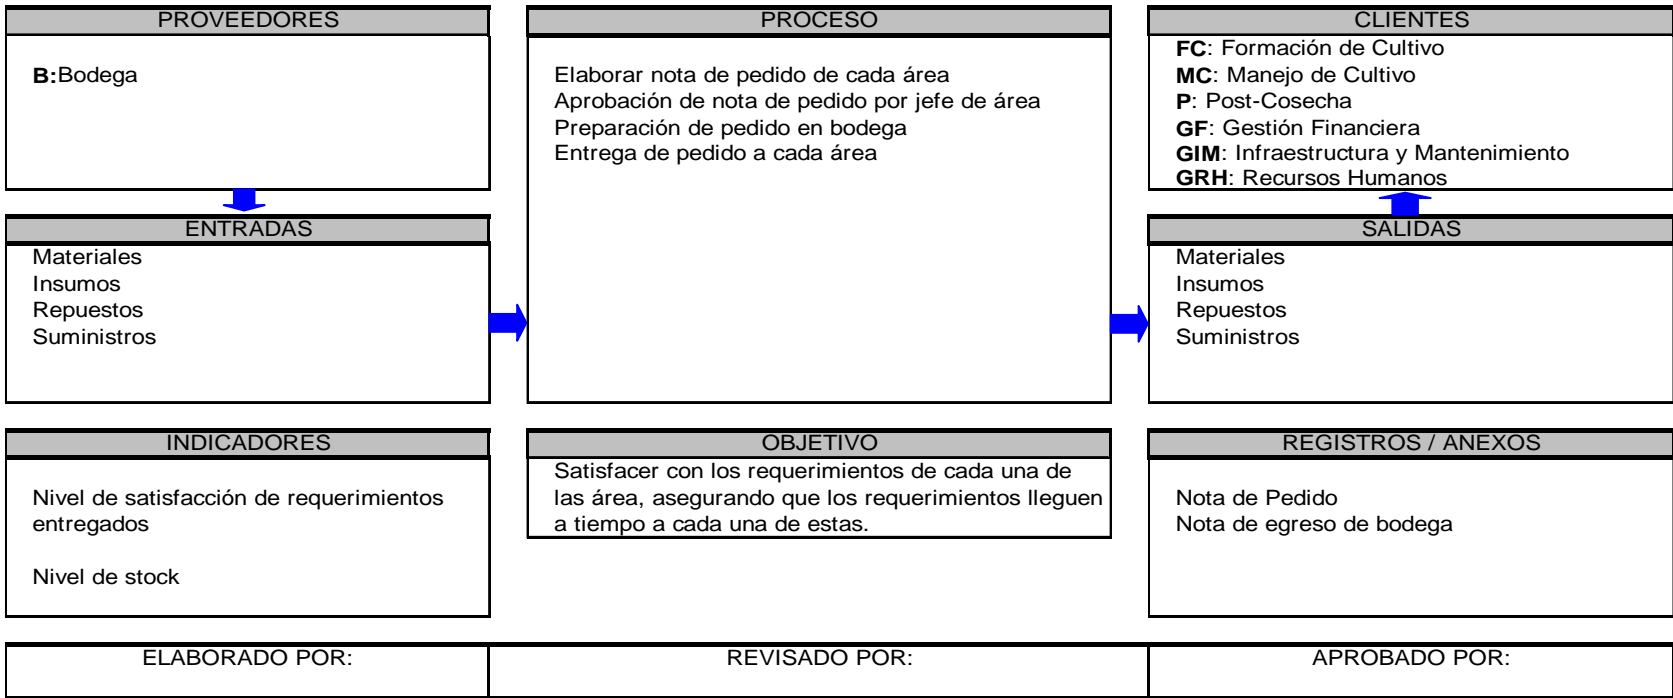 PROVEEDORES
B:Bodega
PROCESO
Elaborar nota de pedido de cada área
Aprobación de nota de pedido por jefe de área
Preparación de pedido en bodega
Entrega de pedido a cada área
CLIENTES
FC: Formación de Cultivo
MC: Manejo de Cultivo
P: Post-Cosecha
GF: Gestión Financiera
GIM: Infraestructura y Mantenimiento
GRH: Recursos Humanos
ENTRADAS
Materiales
Insumos
Repuestos
Suministros
SALIDAS
Materiales
Insumos
Repuestos
Suministros
INDICADORES
Nivel de satisfacción de requerimientos
entregados
Nivel de stock
OBJETIVO
Satisfacer con los requerimientos de cada una de
las área, asegurando que los requerimientos lleguen
a tiempo a cada una de estas.
REGISTROS / ANEXOS
Nota de Pedido
Nota de egreso de bodega
ELABORADO POR:
REVISADO POR:
APROBADO POR: